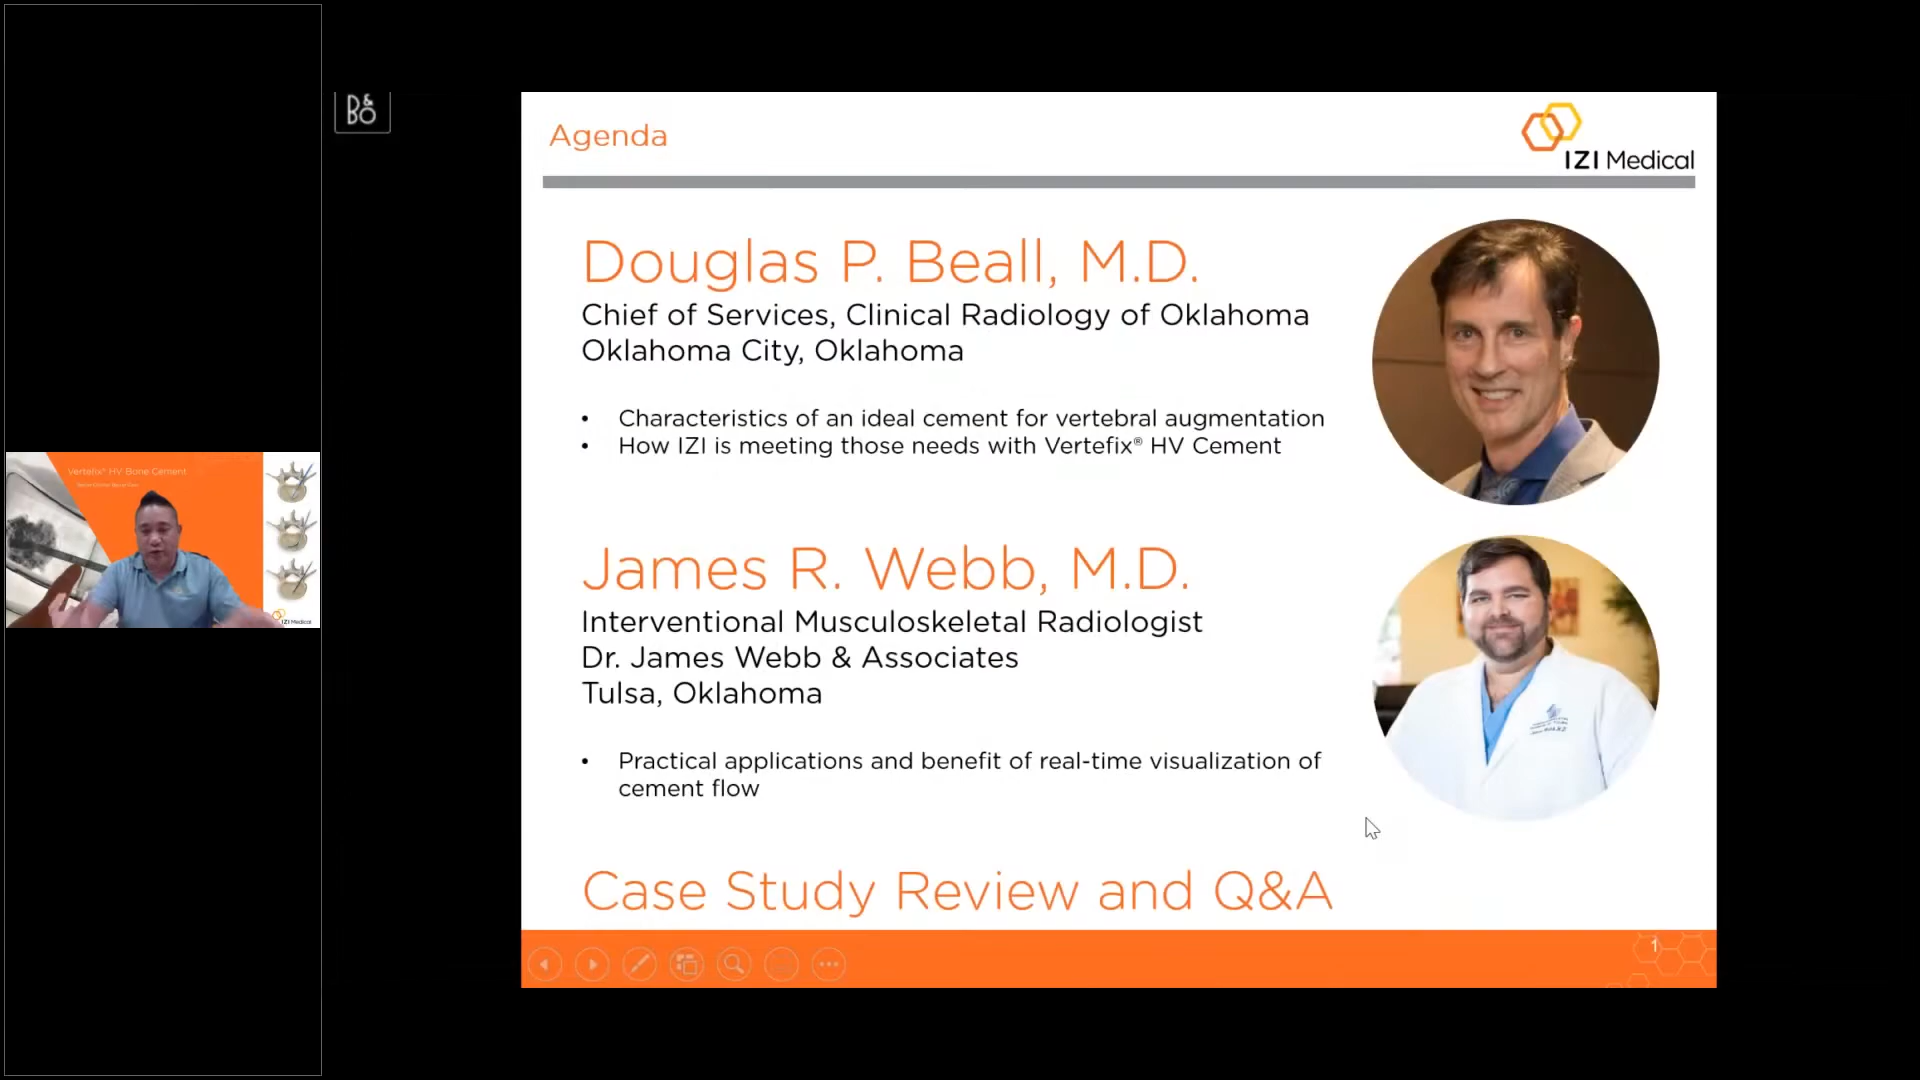 B&O
Agenda
IZI Medical
Douglas P. Beall, M.D.
Chief of Services, Clinical Radiology of Oklahoma
Oklahoma City, Oklahoma
• Characteristics of an ideal cement for vertebral augmentation
• How IZI is meeting those needs with Vertefix® HV Cement
Vertefix® HV Bone Cement
IZI Medical
James R. Webb, M.D.
Interventional Musculoskeletal Radiologist
Dr. James Webb & Associates
Tulsa, Oklahoma
• Practical applications and benefit of real-time visualization of
cement flow
Case Study Review and Q&A
1